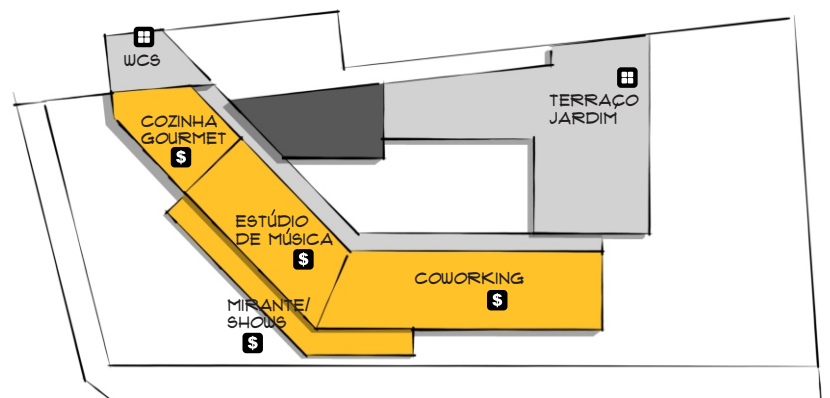 WCS
COZINHA
GOURMET
$
TERRAÇO
JARDIM
ESTÚDIO
DE MÚSICA
$
COWORKING
$
MIRANTE/
SHOWS
$